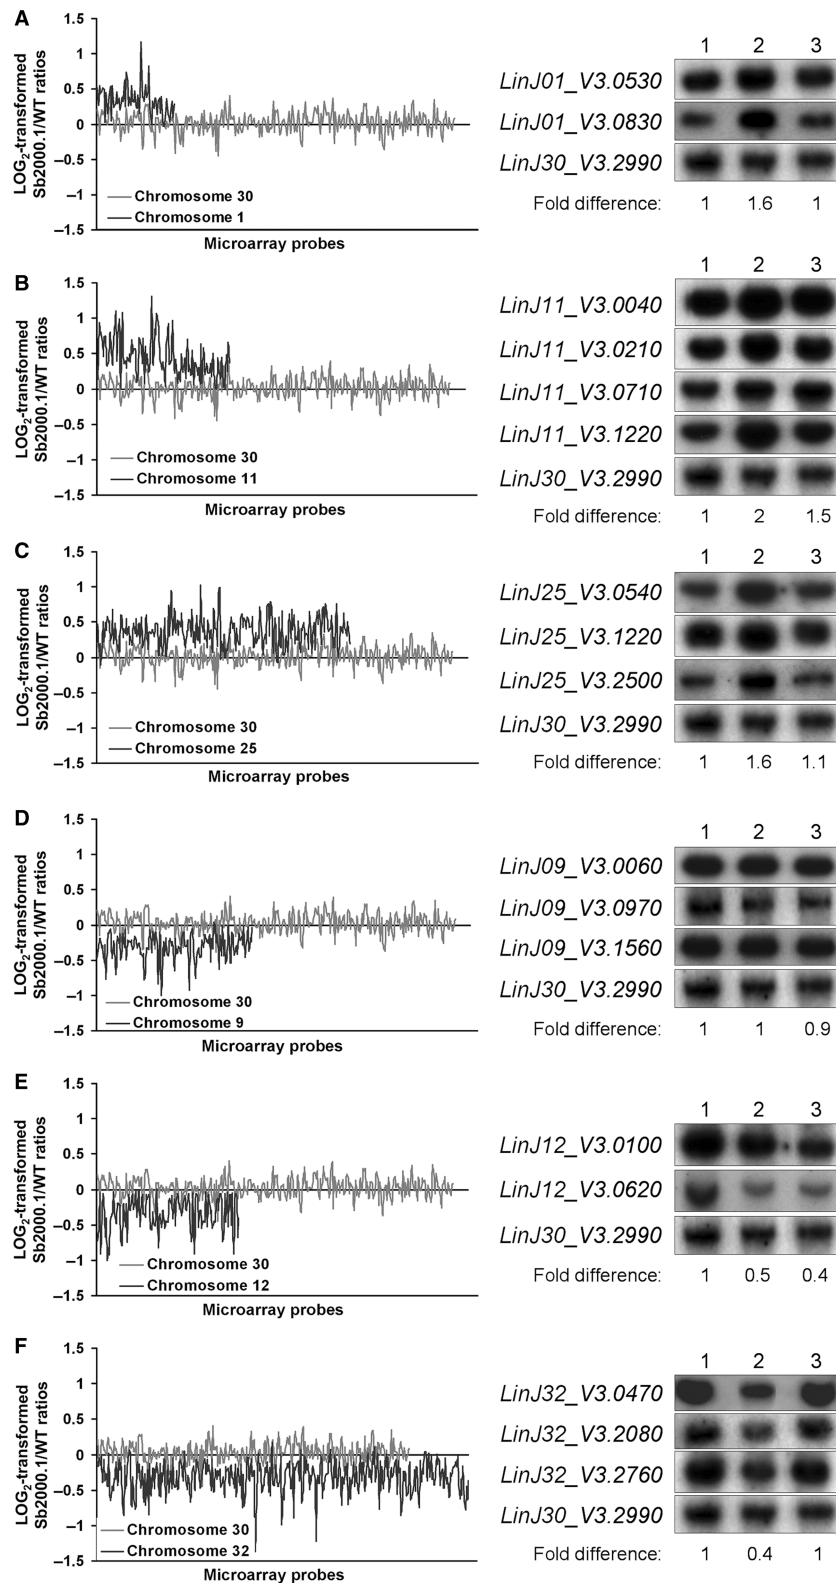 A
LOG2-transformed
Sb2000.1/WT ratios
1.5
1
0.5
0
–0.5
–1
–1.5
Chromosome 30
Chromosome 1
Microarray probes
1 2 3
LinJ01_V3.0530
LinJ01_V3.0830
LinJ30_V3.2990
Fold difference: 1 1.6 1
B
LOG2-transformed
Sb2000.1/WT ratios
1.5
1
0.5
0
–0.5
–1
–1.5
Chromosome 30
Chromosome 11
Microarray probes
1 2 3
LinJ11_V3.0040
LinJ11_V3.0210
LinJ11_V3.0710
LinJ11_V3.1220
LinJ30_V3.2990
Fold difference: 1 2 1.5
C
LOG2-transformed
Sb2000.1/WT ratios
1.5
1
0.5
0
–0.5
–1
–1.5
Chromosome 30
Chromosome 25
Microarray probes
1 2 3
LinJ25_V3.0540
LinJ25_V3.1220
LinJ25_V3.2500
LinJ30_V3.2990
Fold difference: 1 1.6 1.1
D
LOG2-transformed
Sb2000.1/WT ratios
1.5
1
0.5
0
–0.5
–1
–1.5
Chromosome 30
Chromosome 9
Microarray probes
1 2 3
LinJ09_V3.0060
LinJ09_V3.0970
LinJ09_V3.1560
LinJ30_V3.2990
Fold difference: 1 1 0.9
E
LOG2-transformed
Sb2000.1/WT ratios
1.5
1
0.5
0
–0.5
–1
–1.5
Chromosome 30
Chromosome 12
Microarray probes
1 2 3
LinJ12_V3.0100
LinJ12_V3.0620
LinJ30_V3.2990
Fold difference: 1 0.5 0.4
F
LOG2-transformed
Sb2000.1/WT ratios
1.5
1
0.5
0
–0.5
–1
–1.5
Chromosome 30
Chromosome 32
Microarray probes
1 2 3
LinJ32_V3.0470
LinJ32_V3.2080
LinJ32_V3.2760
LinJ30_V3.2990
Fold difference: 1 0.4 1